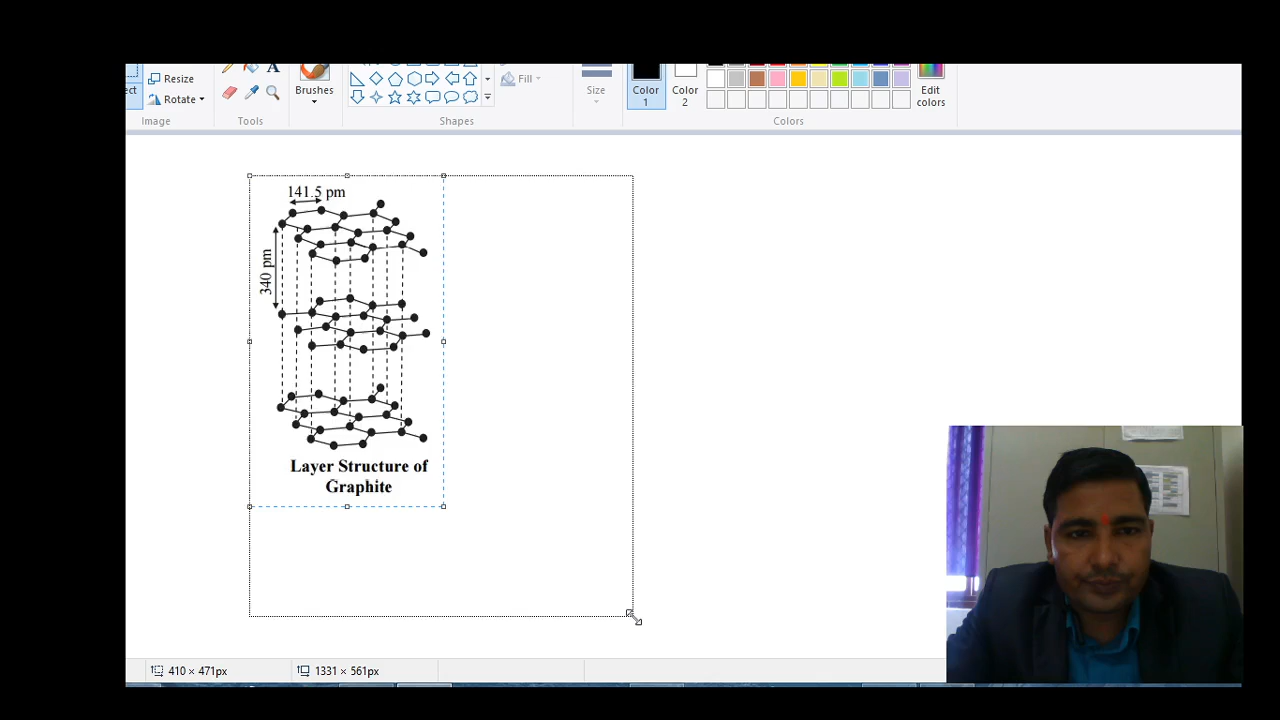 ect
Resize
Rotate
Image
A
Tools
Brushes
Shapes
Fill
Size
Color
1
Color
2
Edit
colors
Colors
141.5 pm
340 pm
Layer Structure of
Graphite
410 × 471px
1331 × 561px